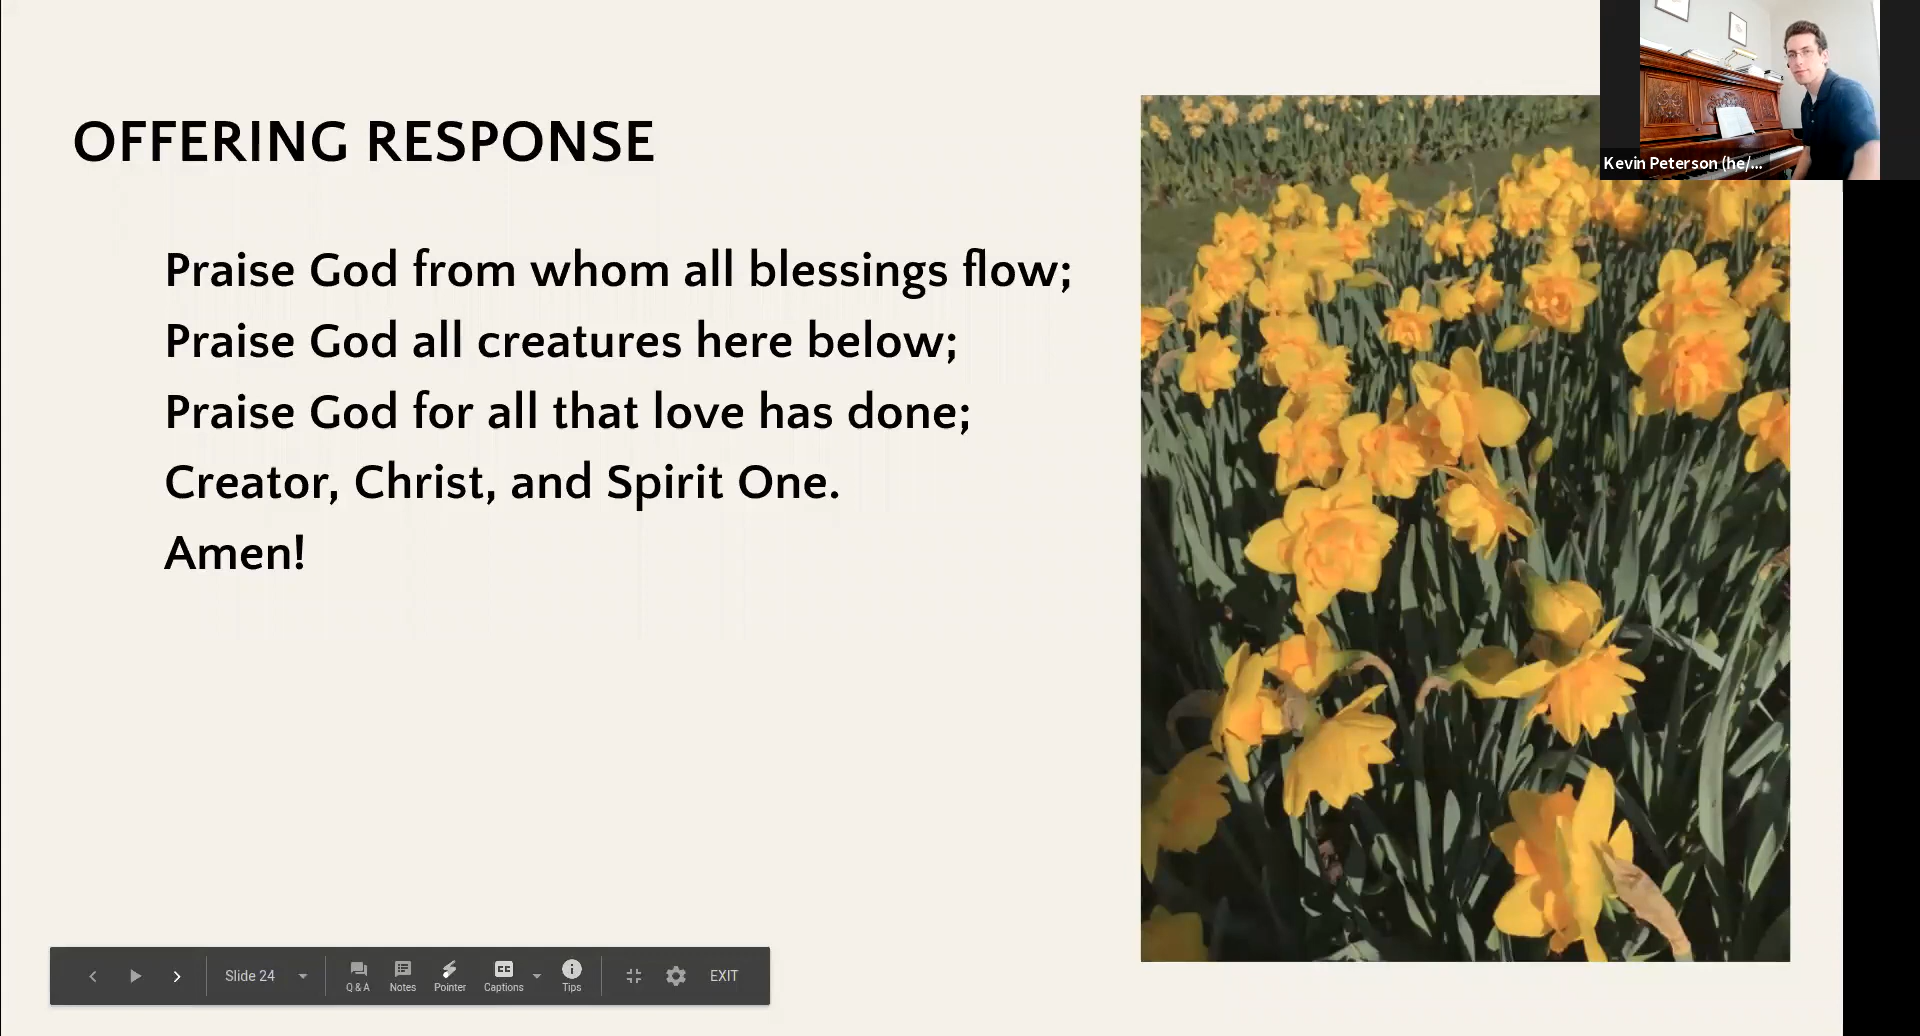 OFFERING RESPONSE
Praise God from whom all blessings flow;
Praise God all creatures here below;
Praise God for all that love has done;
Creator, Christ, and Spirit One.
Amen!
Kevin Peterson (he/...
Slide 24
Q & A
Notes
Pointer
CC
Captions
Tips
EXIT